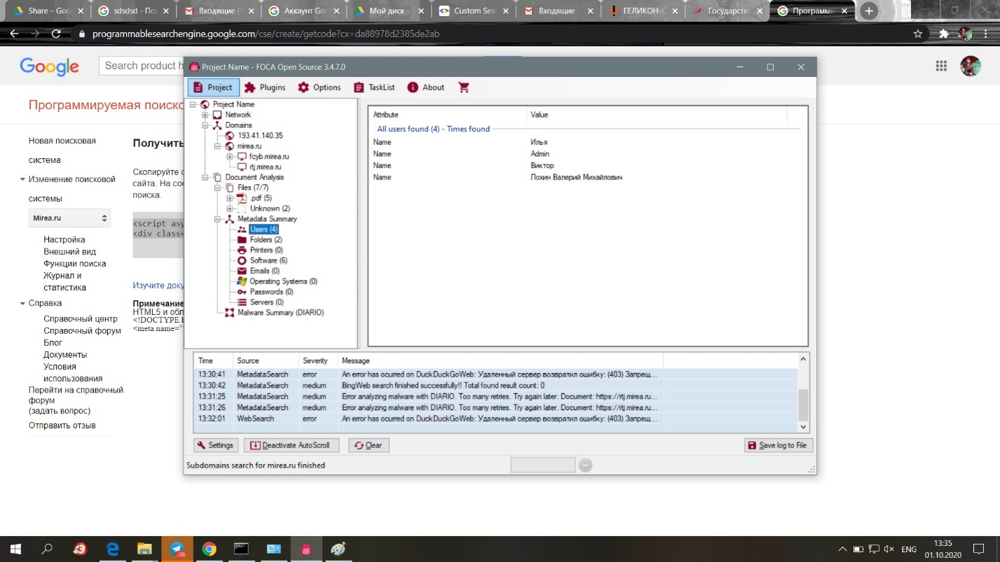 Share – Goo
sdsdsd - По
Входящие (
Аккаунт Goo
Мой диск –
Custom Sear
Входящие –
ГЕЛИКОН-С
Государств
Программи
programmablesearchengine.google.com/cse/create/getcode?cx=da88978d2385de2ab
Google
Search product h
Программируемая поиско
Новая поисковая
система
Изменение поисковой
системы
Mirea.ru
Настройка
Внешний вид
Функции поиска
Журнал и
статистика
Справка
Справочный центр
Справочный форум
Блог
Документы
Условия
использования
Перейти на справочный
форум
(задать вопрос)
Отправить отзыв
Получить
Скопируйте с
сайта. На сос
поиска.
<script asy
<div class=
Изучите доку
Примечание
HTML5 и обл
<!DOCTYPE
<meta name="
Project Name - FOCA Open Source 3.4.7.0
Project
Plugins
Options
TaskList
About
Project Name
Network
Domains
193.41.140.35
mirea.ru
fcyb.mirea.ru
rtj.mirea.ru
Document Analysis
Files (7/7)
.pdf (5)
Unknown (2)
Metadata Summary
Users (4)
Folders (2)
Printers (0)
Software (6)
Emails (0)
Operating Systems (0)
Passwords (0)
Servers (0)
Malware Summary (DIARIO)
Attribute Value
All users found (4) - Times found
Name Илья
Name Admin
Name Виктор
Name Лохин Валерий Михайлович
Time Source Severity Message
13:30:41 MetadataSearch error An error has ocurred on DuckDuckGoWeb: Удаленный сервер возвратил ошибку: (403) Запрещ...
13:30:42 MetadataSearch medium BingWeb search finished successfully!! Total found result count: 0
13:31:25 MetadataSearch medium Error analyzing malware with DIARIO. Too many retries. Try again later. Document: https://rtj.mirea.ru...
13:31:26 MetadataSearch medium Error analyzing malware with DIARIO. Too many retries. Try again later. Document: https://rtj.mirea.ru...
13:32:01 WebSearch error An error has ocurred on DuckDuckGoWeb: Удаленный сервер возвратил ошибку: (403) Запрещ...
Settings
Deactivate AutoScroll
Clear
Save log to File
Subdomains search for mirea.ru finished
ENG
13:35
01.10.2020